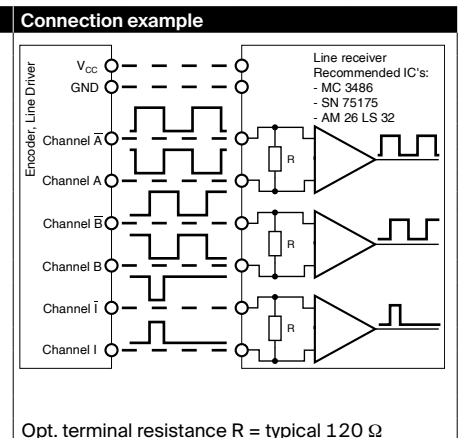 Connection example
Encoder, Line Driver
V_CC
GND
Channel A̅
Channel A
Channel B̅
Channel B
Channel I̅
Channel I
Line receiver
Recommended IC's:
- MC 3486
- SN 75175
- AM 26 LS 32
R
R
R
Opt. terminal resistance R = typical 120 Ω